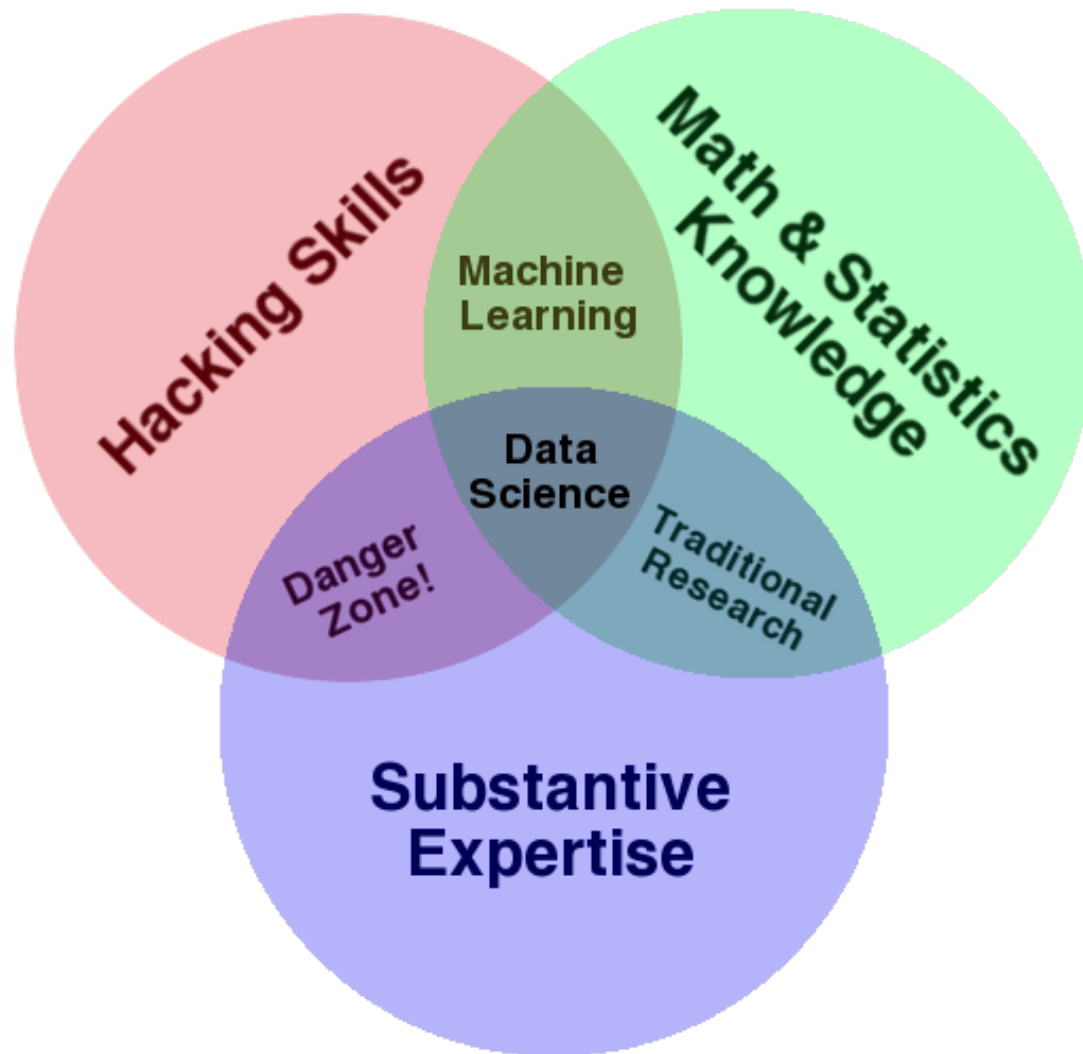 Hacking Skills
Math & Statistics
Knowledge
Machine
Learning
Data
Science
Danger
Zone!
Traditional
Research
Substantive
Expertise